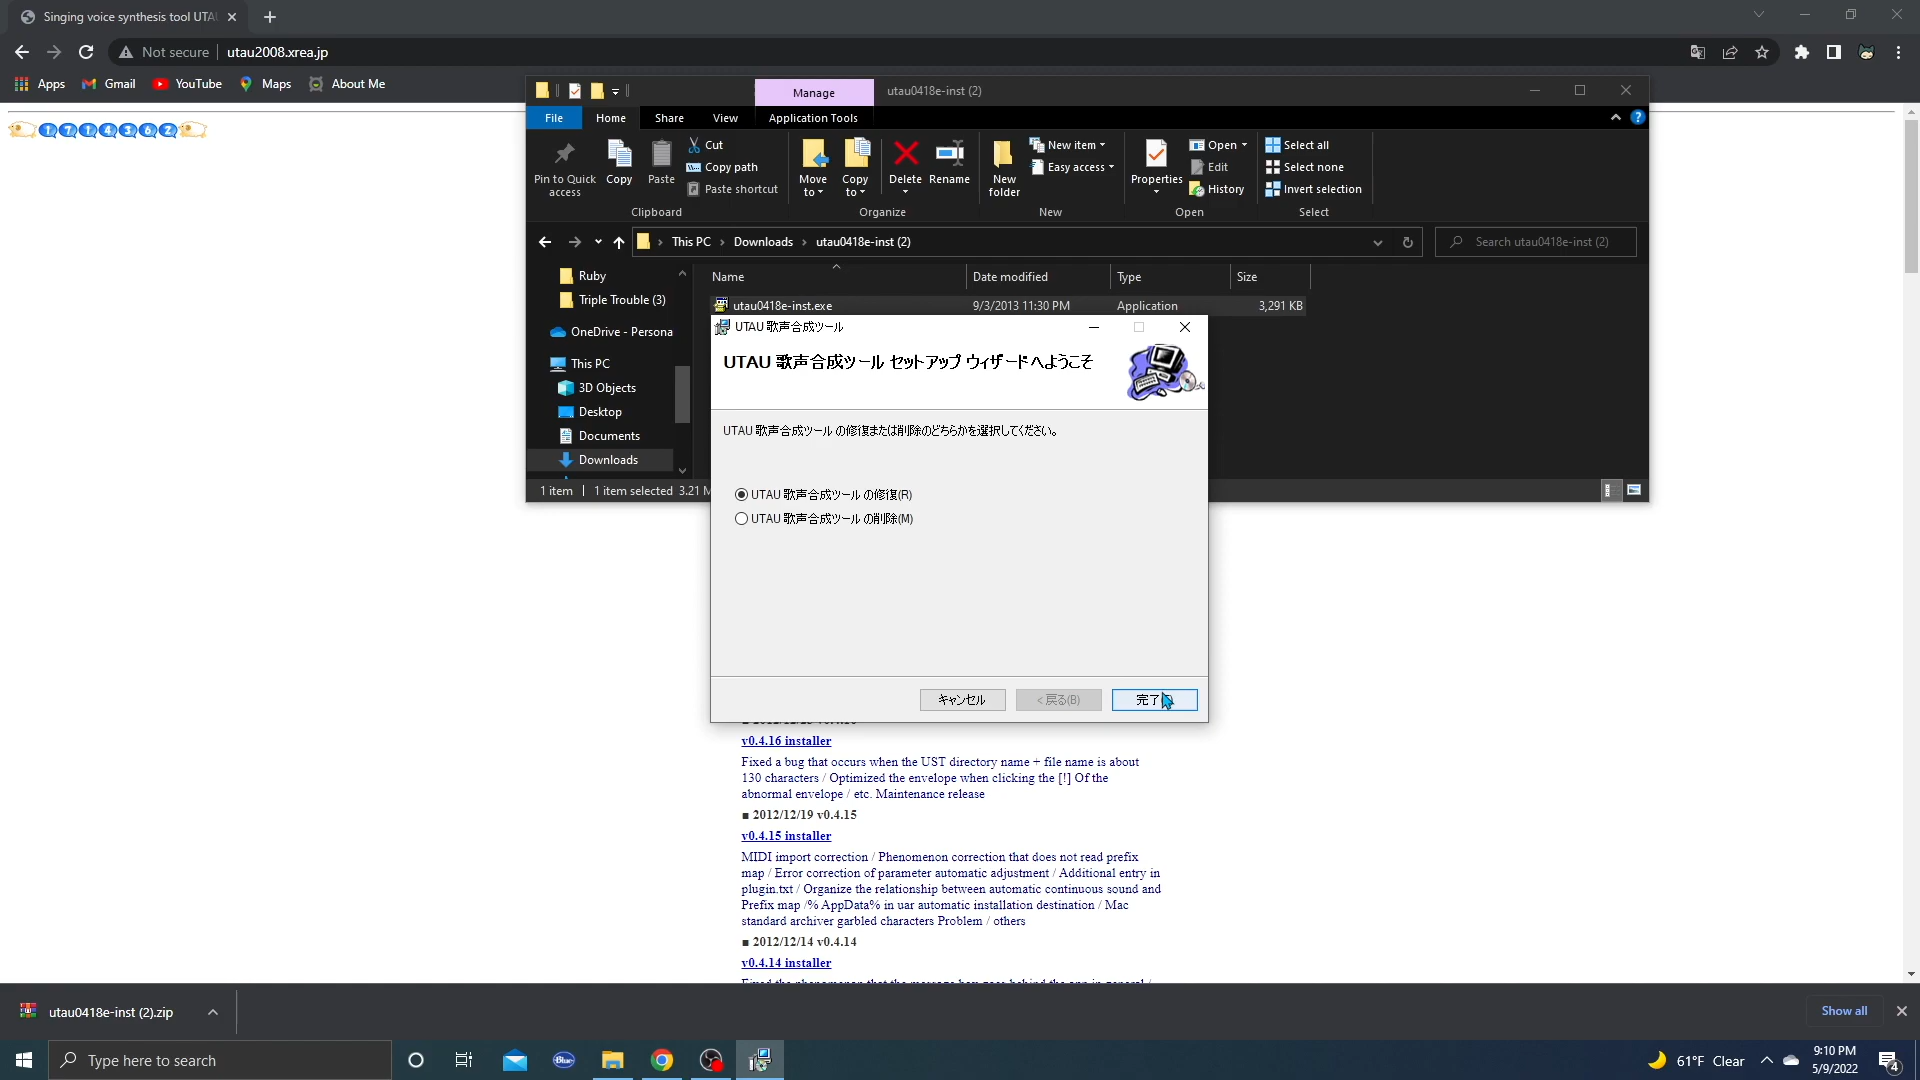 Singing voice synthesis tool UTAU
Not secure
utau2008.xrea.jp
Apps
Gmail
YouTube
Maps
About Me
1714362
Manage
utau0418e-inst (2)
File
Home
Share
View
Application Tools
Pin to Quick access
Copy
Paste
Cut
Copy path
Paste shortcut
Move to
Copy to
Delete
Rename
New folder
New item
Easy access
Properties
Open
Edit
History
Select all
Select none
Invert selection
Clipboard
Organize
New
Open
Select
This PC
Downloads
utau0418e-inst (2)
Search utau0418e-inst (2)
Ruby
Triple Trouble (3)
OneDrive - Persona
This PC
3D Objects
Desktop
Documents
Downloads
Name
Date modified
Type
Size
utau0418e-inst.exe
9/3/2013 11:30 PM
Application
3,291 KB
1 item
1 item selected 3.21 M
UTAU 歌声合成ツール
UTAU 歌声合成ツール セットアップ ウィザードへようこそ
UTAU 歌声合成ツール の修復または削除のどちらかを選択してください。
UTAU 歌声合成ツール の修復(R)
UTAU 歌声合成ツール の削除(M)
キャンセル
< 戻る(B)
完了
v0.4.16 installer
Fixed a bug that occurs when the UST directory name + file name is about
130 characters / Optimized the envelope when clicking the [!] Of the
abnormal envelope / etc. Maintenance release
■ 2012/12/19 v0.4.15
v0.4.15 installer
MIDI import correction / Phenomenon correction that does not read prefix
map / Error correction of parameter automatic adjustment / Additional entry in
plugin.txt / Organize the relationship between automatic continuous sound and
Prefix map /% AppData% in uar automatic installation destination / Mac
standard archiver garbled characters Problem / others
■ 2012/12/14 v0.4.14
v0.4.14 installer
utau0418e-inst (2).zip
Show all
Type here to search
Blue
61°F Clear
9:10 PM
5/9/2022
4